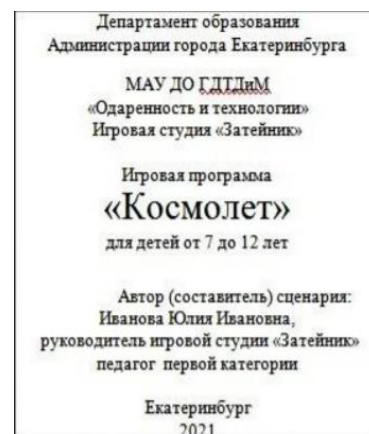 Департамент образования
Администрации города Екатеринбурга
МАУ ДО ГДТДиМ
«Одаренность и технологии»
Игровая студия «Затейник»
Игровая программа
«Космолет»
для детей от 7 до 12 лет
Автор (составитель) сценария:
Иванова Юлия Ивановна,
руководитель игровой студии «Затейник»
педагог первой категории
Екатеринбург
2021